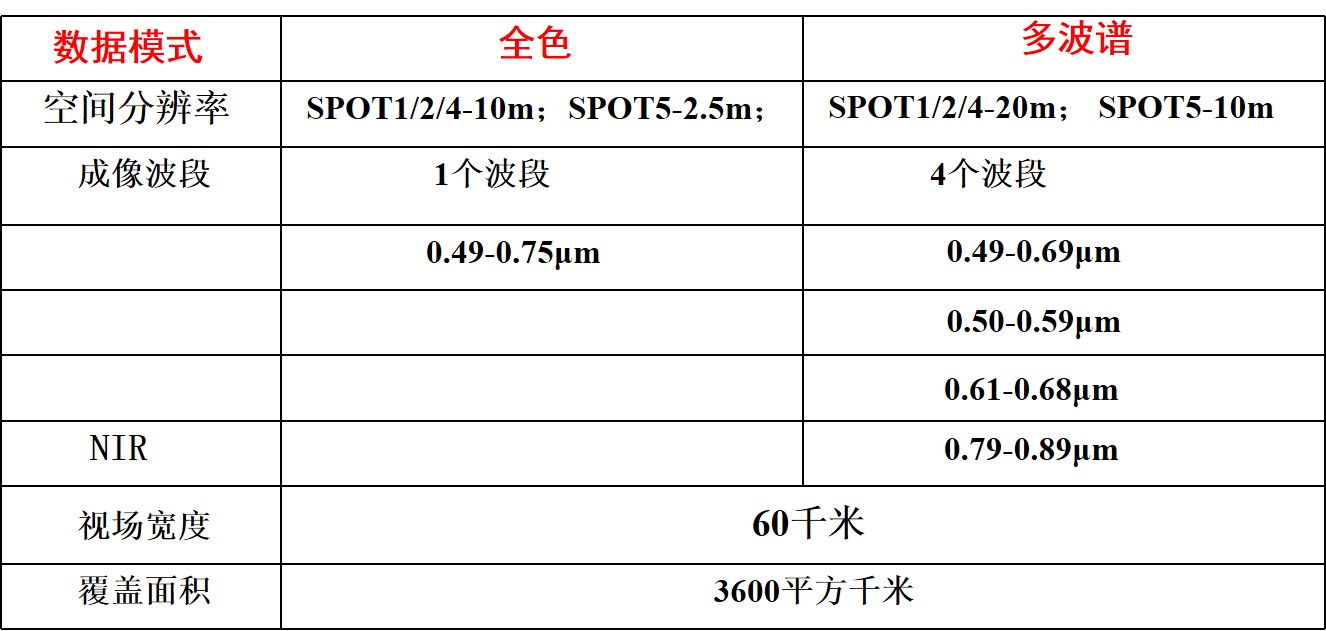 数据模式 全色 多波谱
空间分辨率 SPOT1/2/4-10m；SPOT5-2.5m； SPOT1/2/4-20m； SPOT5-10m
成像波段 1个波段 4个波段
0.49-0.75μm 0.49-0.69μm
0.50-0.59μm
0.61-0.68μm
NIR 0.79-0.89μm
视场宽度 60千米
覆盖面积 3600平方千米